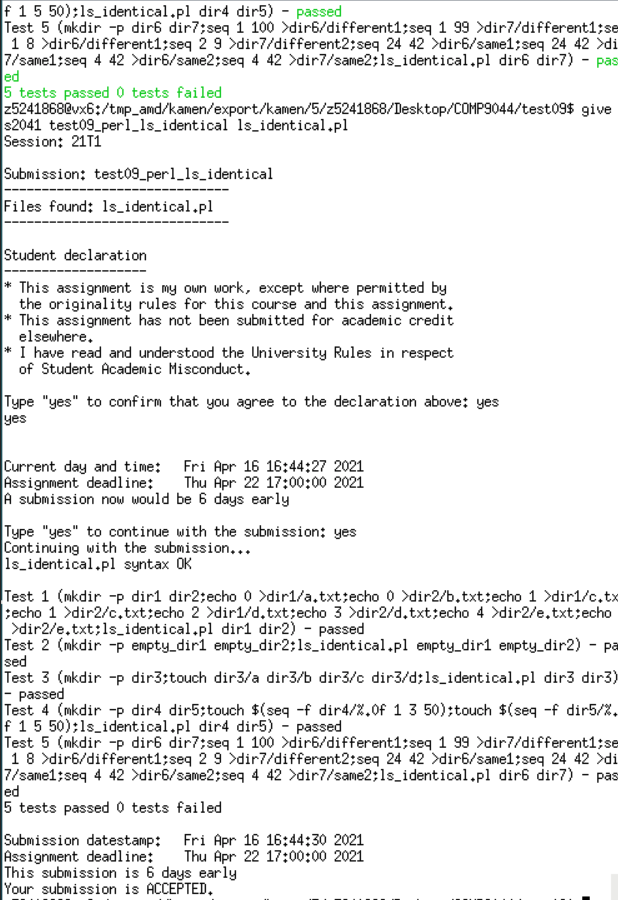 f 1 5 50);ls_identical.pl dir4 dir5) - passed
Test 5 (mkdir -p dir6 dir7;seq 1 100 >dir6/different1;seq 1 99 >dir7/different1;se
1 8 >dir6/different2;seq 2 9 >dir7/different2;seq 24 42 >dir6/same1;seq 24 42 >di
7/same1;seq 4 42 >dir6/same2;seq 4 42 >dir7/same2;ls_identical.pl dir6 dir7) - pas
ed
5 tests passed 0 tests failed
z5241868@vx6:/tmp_amd/kamen/export/kamen/5/z5241868/Desktop/COMP9044/test09$ give
s2041 test09_perl_ls_identical ls_identical.pl
Session: 21T1
Submission: test09_perl_ls_identical
------------------------------
Files found: ls_identical.pl
------------------------------
Student declaration
-------------------
* This assignment is my own work, except where permitted by
the originality rules for this course and this assignment.
* This assignment has not been submitted for academic credit
elsewhere.
* I have read and understood the University Rules in respect
of Student Academic Misconduct.
Type "yes" to confirm that you agree to the declaration above: yes
yes
Current day and time: Fri Apr 16 16:44:27 2021
Assignment deadline: Thu Apr 22 17:00:00 2021
A submission now would be 6 days early
Type "yes" to continue with the submission: yes
Continuing with the submission...
ls_identical.pl syntax OK
Test 1 (mkdir -p dir1 dir2;echo 0 >dir1/a.txt;echo 0 >dir2/b.txt;echo 1 >dir1/c.tx
;echo 1 >dir2/c.txt;echo 2 >dir1/d.txt;echo 3 >dir2/d.txt;echo 4 >dir2/e.txt;echo
>dir2/e.txt;ls_identical.pl dir1 dir2) - passed
Test 2 (mkdir -p empty_dir1 empty_dir2;ls_identical.pl empty_dir1 empty_dir2) - pa
sed
Test 3 (mkdir -p dir3;touch dir3/a dir3/b dir3/c dir3/d;ls_identical.pl dir3 dir3)
- passed
Test 4 (mkdir -p dir4 dir5;touch $(seq -f dir4/%.0f 1 3 50);touch $(seq -f dir5/%.
f 1 5 50);ls_identical.pl dir4 dir5) - passed
Test 5 (mkdir -p dir6 dir7;seq 1 100 >dir6/different1;seq 1 99 >dir7/different1;se
1 8 >dir6/different2;seq 2 9 >dir7/different2;seq 24 42 >dir6/same1;seq 24 42 >di
7/same1;seq 4 42 >dir6/same2;seq 4 42 >dir7/same2;ls_identical.pl dir6 dir7) - pas
ed
5 tests passed 0 tests failed
Submission datestamp: Fri Apr 16 16:44:30 2021
Assignment deadline: Thu Apr 22 17:00:00 2021
This submission is 6 days early
Your submission is ACCEPTED.